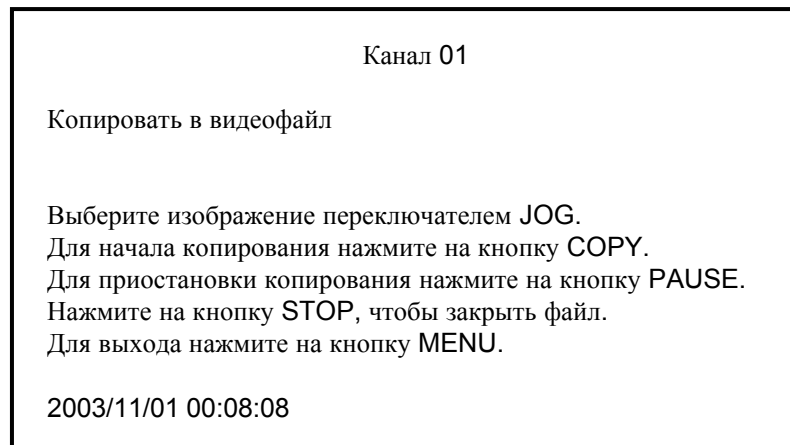 Канал 01
Копировать в видеофайл
Выберите изображение переключателем JOG.
Для начала копирования нажмите на кнопку COPY.
Для приостановки копирования нажмите на кнопку PAUSE.
Нажмите на кнопку STOP, чтобы закрыть файл.
Для выхода нажмите на кнопку MENU.
2003/11/01 00:08:08